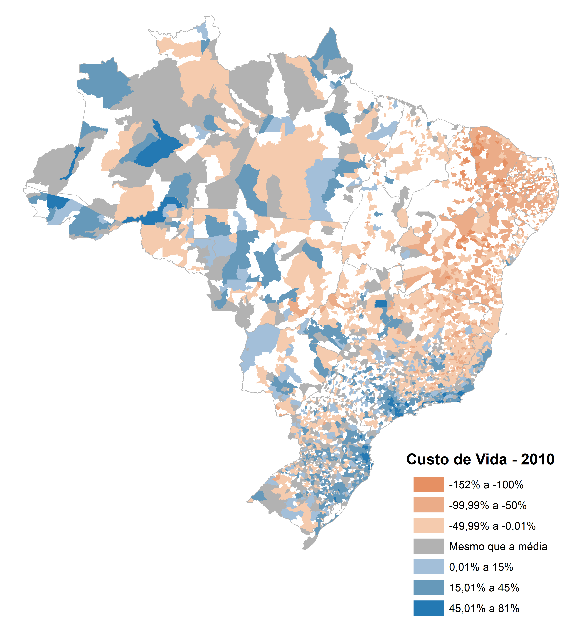 Custo de Vida - 2010
-152% a -100%
-99,99% a -50%
-49,99% a -0.01%
Mesmo que a média
0,01% a 15%
15,01% a 45%
45,01% a 81%